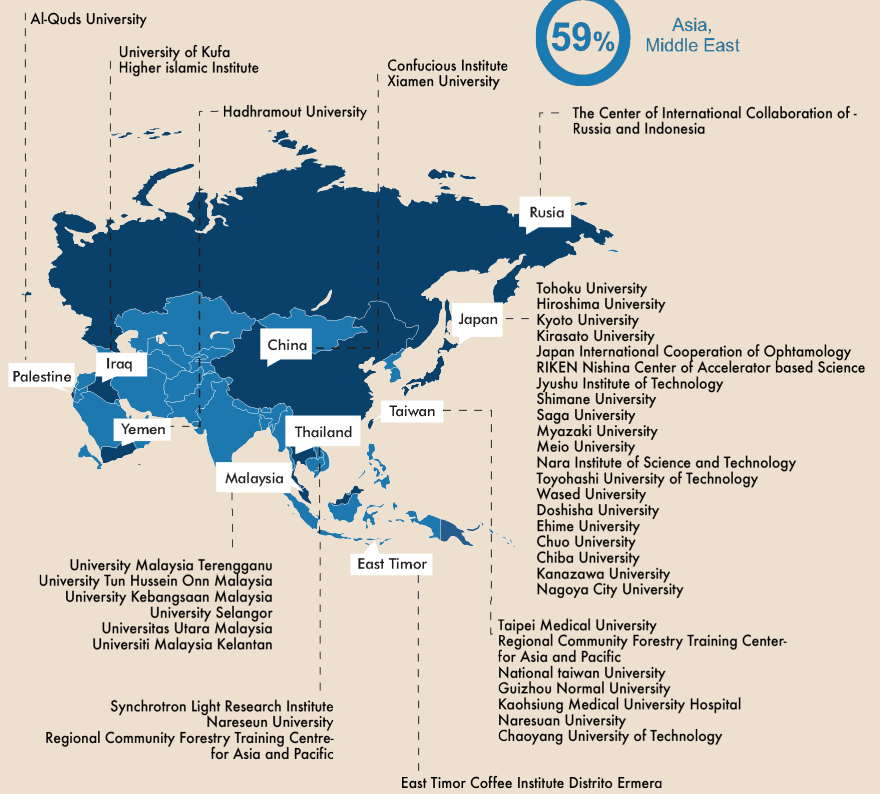 Al-Quds University
University of Kufa
Higher islamic Institute
Hadhramout University
Confucious Institute
Xiamen University
59%
Asia,
Middle East
The Center of International Collaboration of -
Russia and Indonesia
Rusia
Japan
China
Iraq
Palestine
Yemen
Taiwan
Thailand
Malaysia
East Timor
Tohoku University
Hiroshima University
Kyoto University
Kirasato University
Japan International Cooperation of Ophtamology
RIKEN Nishina Center of Accelerator based Science
Jyushu Institute of Technology
Shimane University
Saga University
Myazaki University
Meio University
Nara Institute of Science and Technology
Toyohashi University of Technology
Wased University
Doshisha University
Ehime University
Chuo University
Chiba University
Kanazawa University
Nagoya City University
University Malaysia Terengganu
University Tun Hussein Onn Malaysia
University Kebangsaan Malaysia
University Selangor
Universitas Utara Malaysia
Universiti Malaysia Kelantan
Taipei Medical University
Regional Community Forestry Training Center-
for Asia and Pacific
National taiwan University
Guizhou Normal University
Kaohsiung Medical University Hospital
Naresuan University
Chaoyang University of Technology
Synchrotron Light Research Institute
Nareseun University
Regional Community Forestry Training Centre-
for Asia and Pacific
East Timor Coffee Institute Distrito Ermera